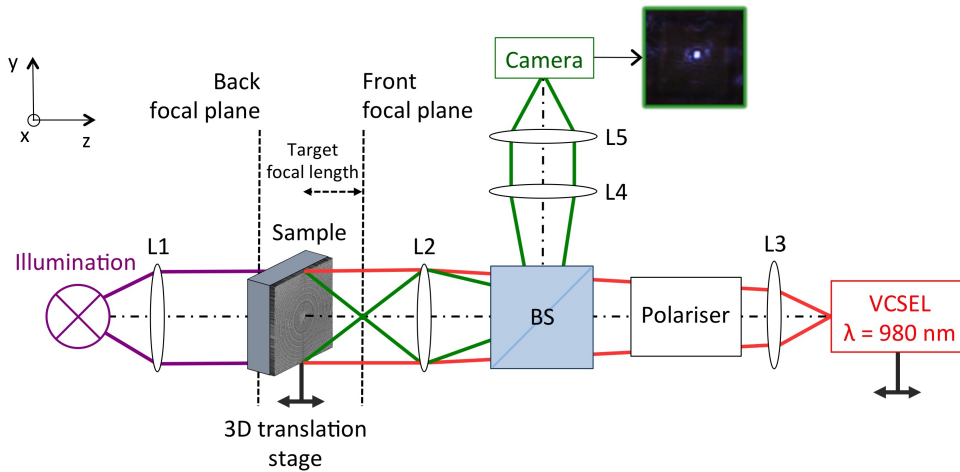 y
x
z
Back
focal plane
Front
focal plane
Target
focal length
Camera
L5
L4
Illumination
L1
Sample
L2
BS
Polariser
L3
VCSEL
λ = 980 nm
3D translation
stage